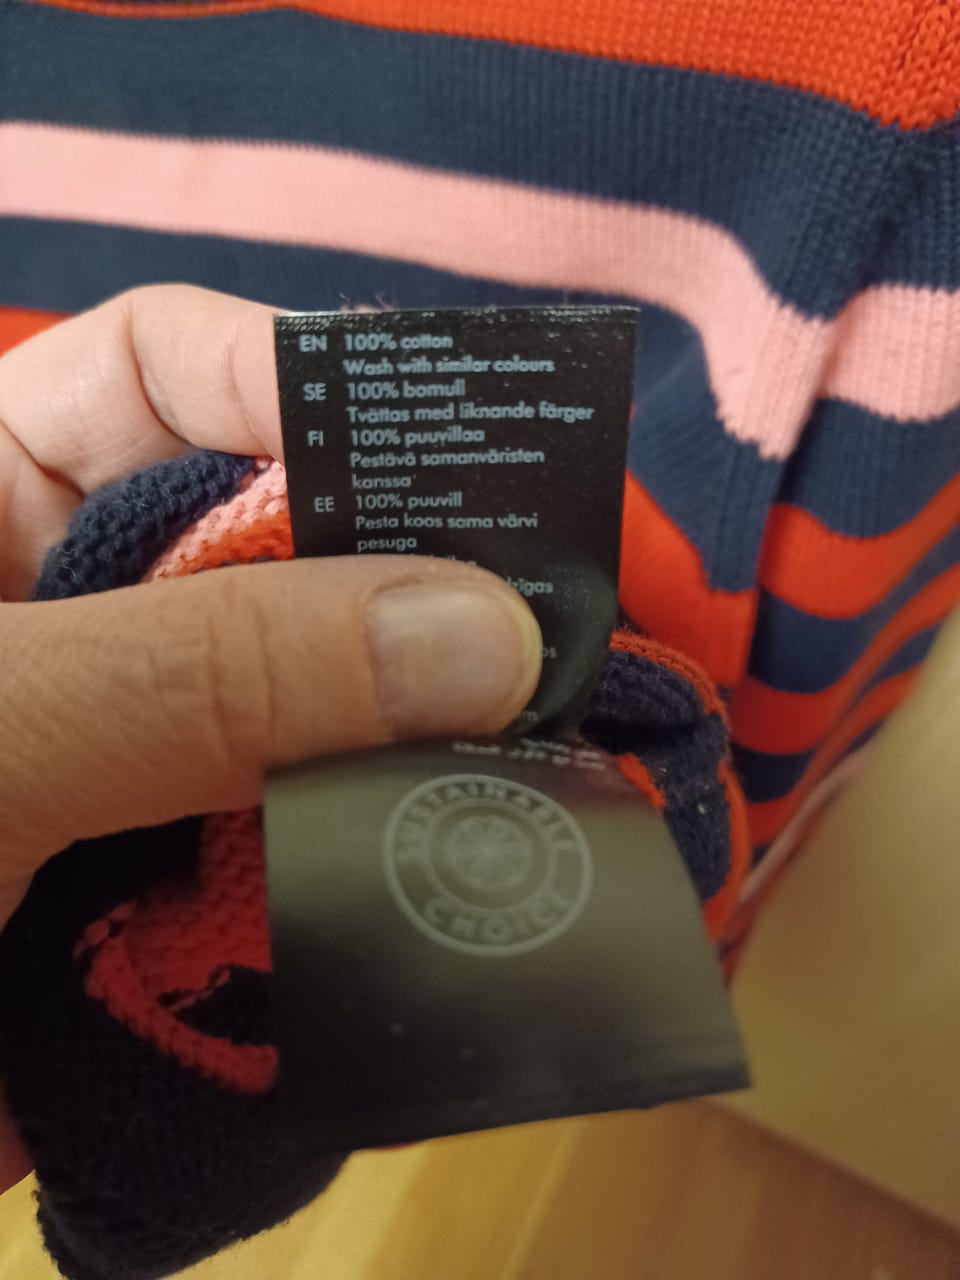 EN 100% cotton
Wash with similar colours
SE 100% bomull
Tvättas med liknande färger
FI 100% puuvillaa
Pestävä samanväristen
kanssa
EE 100% puuvill
Pesta koos sama värvi
pesuga
SUSTAINABLE
CHOICE